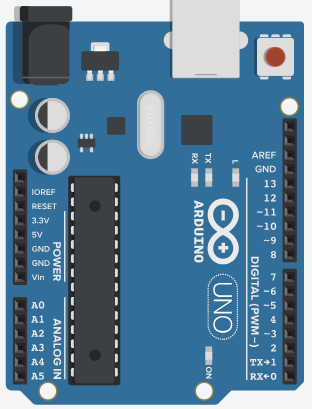 RX
TX
L
AREF
GND
13
12
~11
~10
~9
8
7
~6
~5
4
~3
2
TX→1
RX←0
DIGITAL (PWM~)
ARDUINO
UNO
ON
IOREF
RESET
3.3V
5V
GND
GND
Vin
POWER
A0
A1
A2
A3
A4
A5
ANALOG IN